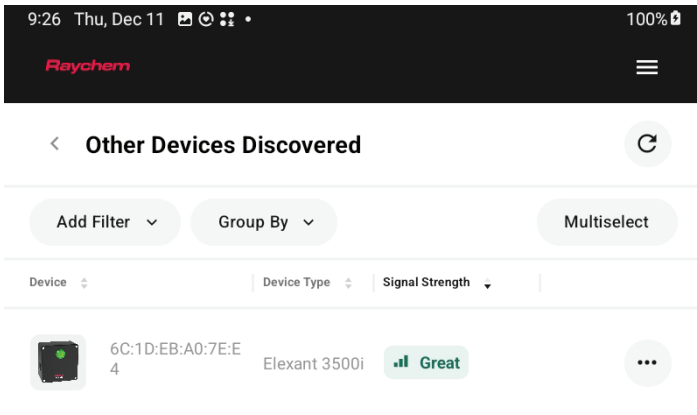 9:26 Thu, Dec 11 100%
Raychem
Other Devices Discovered
Add Filter Group By Multiselect
Device Device Type Signal Strength
6C:1D:EB:A0:7E:E
4 Elexant 3500i Great